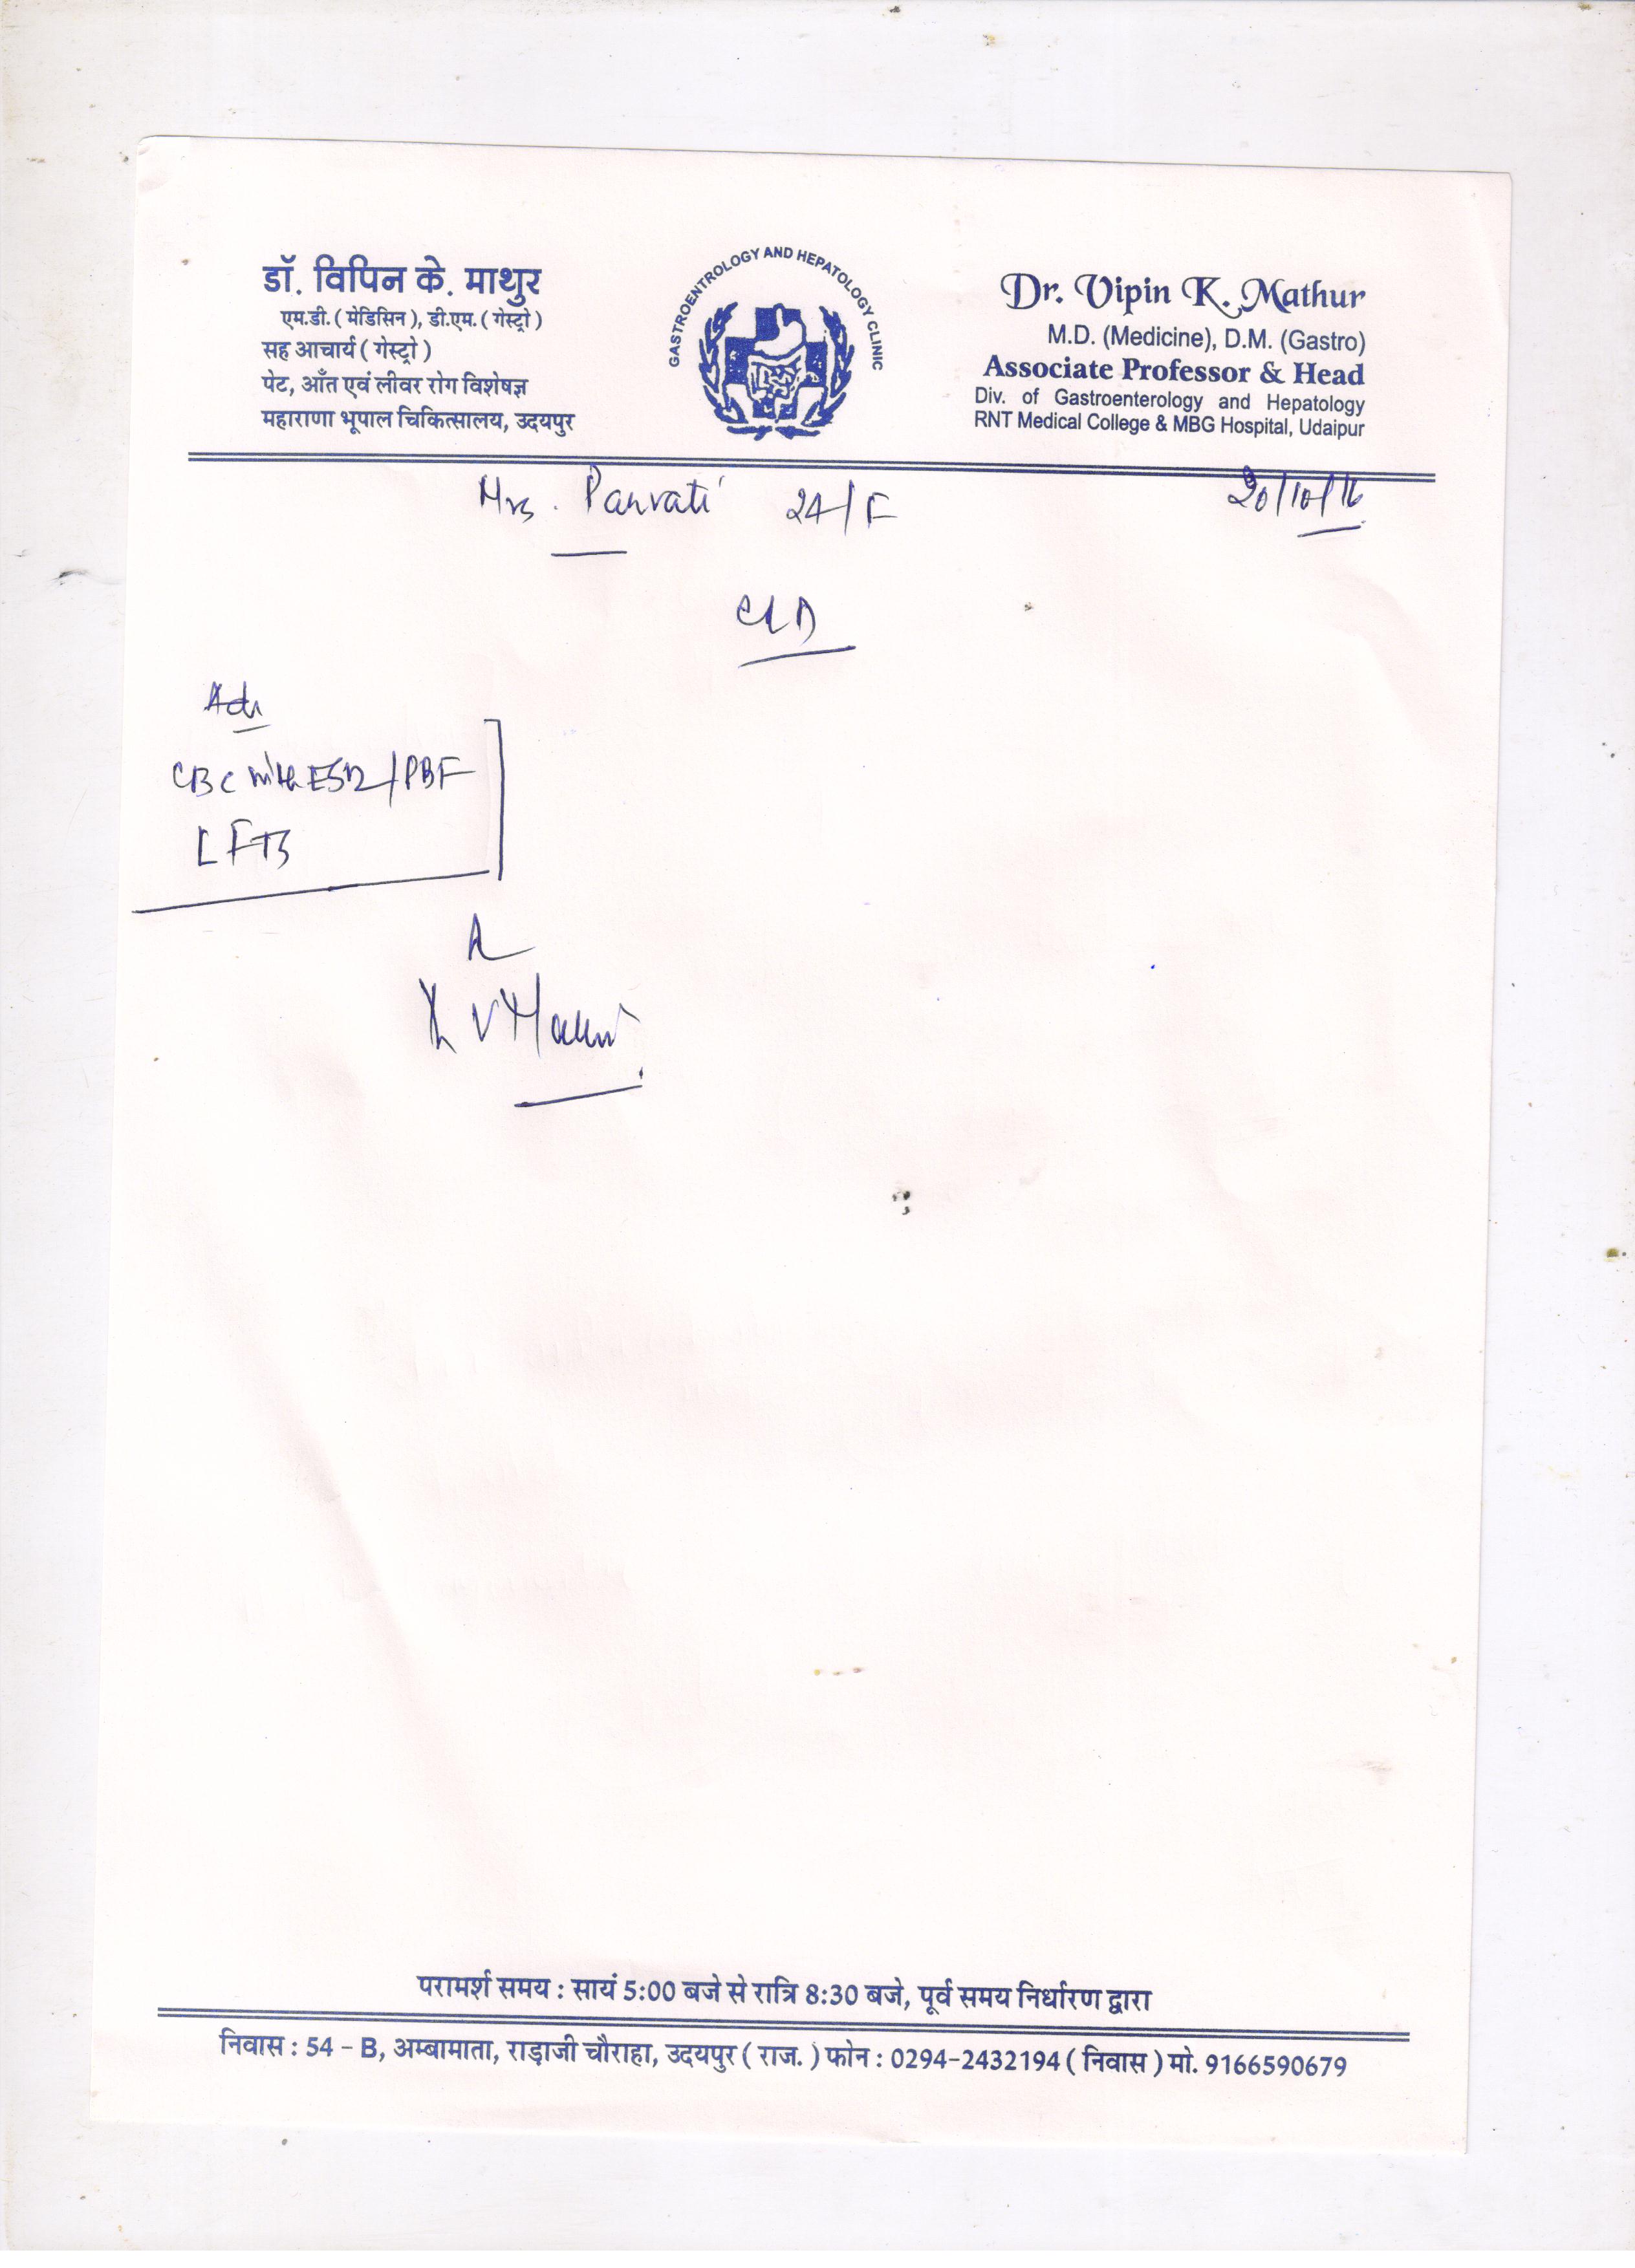 डॉ. विपिन के. माथुर
एम.डी. ( मेडिसिन ), डी.एम. ( गेस्ट्रो )
सह आचार्य ( गेस्ट्रो )
पेट, आँत एवं लीवर रोग विशेषज्ञ
महाराणा भूपाल चिकित्सालय, उदयपुर
GASTROENTROLOGY AND HEPATOLOGY CLINIC
Dr. Vipin K. Mathur
M.D. (Medicine), D.M. (Gastro)
Associate Professor & Head
Div. of Gastroenterology and Hepatology
RNT Medical College & MBG Hospital, Udaipur
Mrs. Parvati 24/F 20/10/16
CLD
Adv
CBC with ESR/PBF
LFTs
परामर्श समय : सायं 5:00 बजे से रात्रि 8:30 बजे, पूर्व समय निर्धारण द्वारा
निवास : 54 - B, अम्बामाता, राड़ाजी चौराहा, उदयपुर ( राज. ) फोन : 0294-2432194 ( निवास ) मो. 9166590679